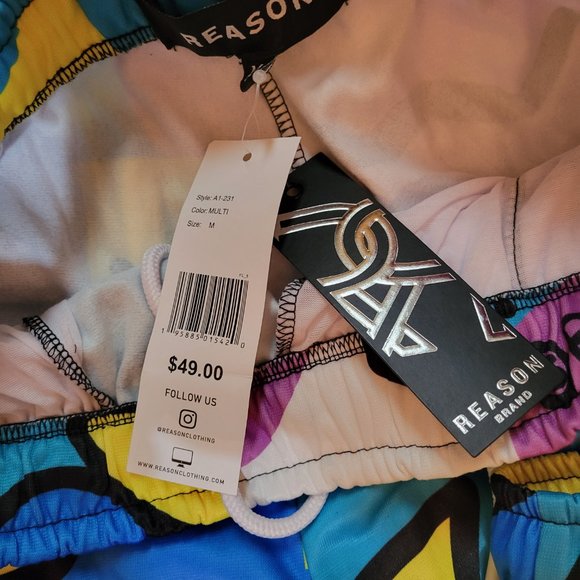 REASON
Style: A1-231
Color: MULTI
Size: M
1 95885 01542 0
$49.00
FOLLOW US
@REASONCLOTHING
WWW.REASONCLOTHING.COM
REASON
BRAND